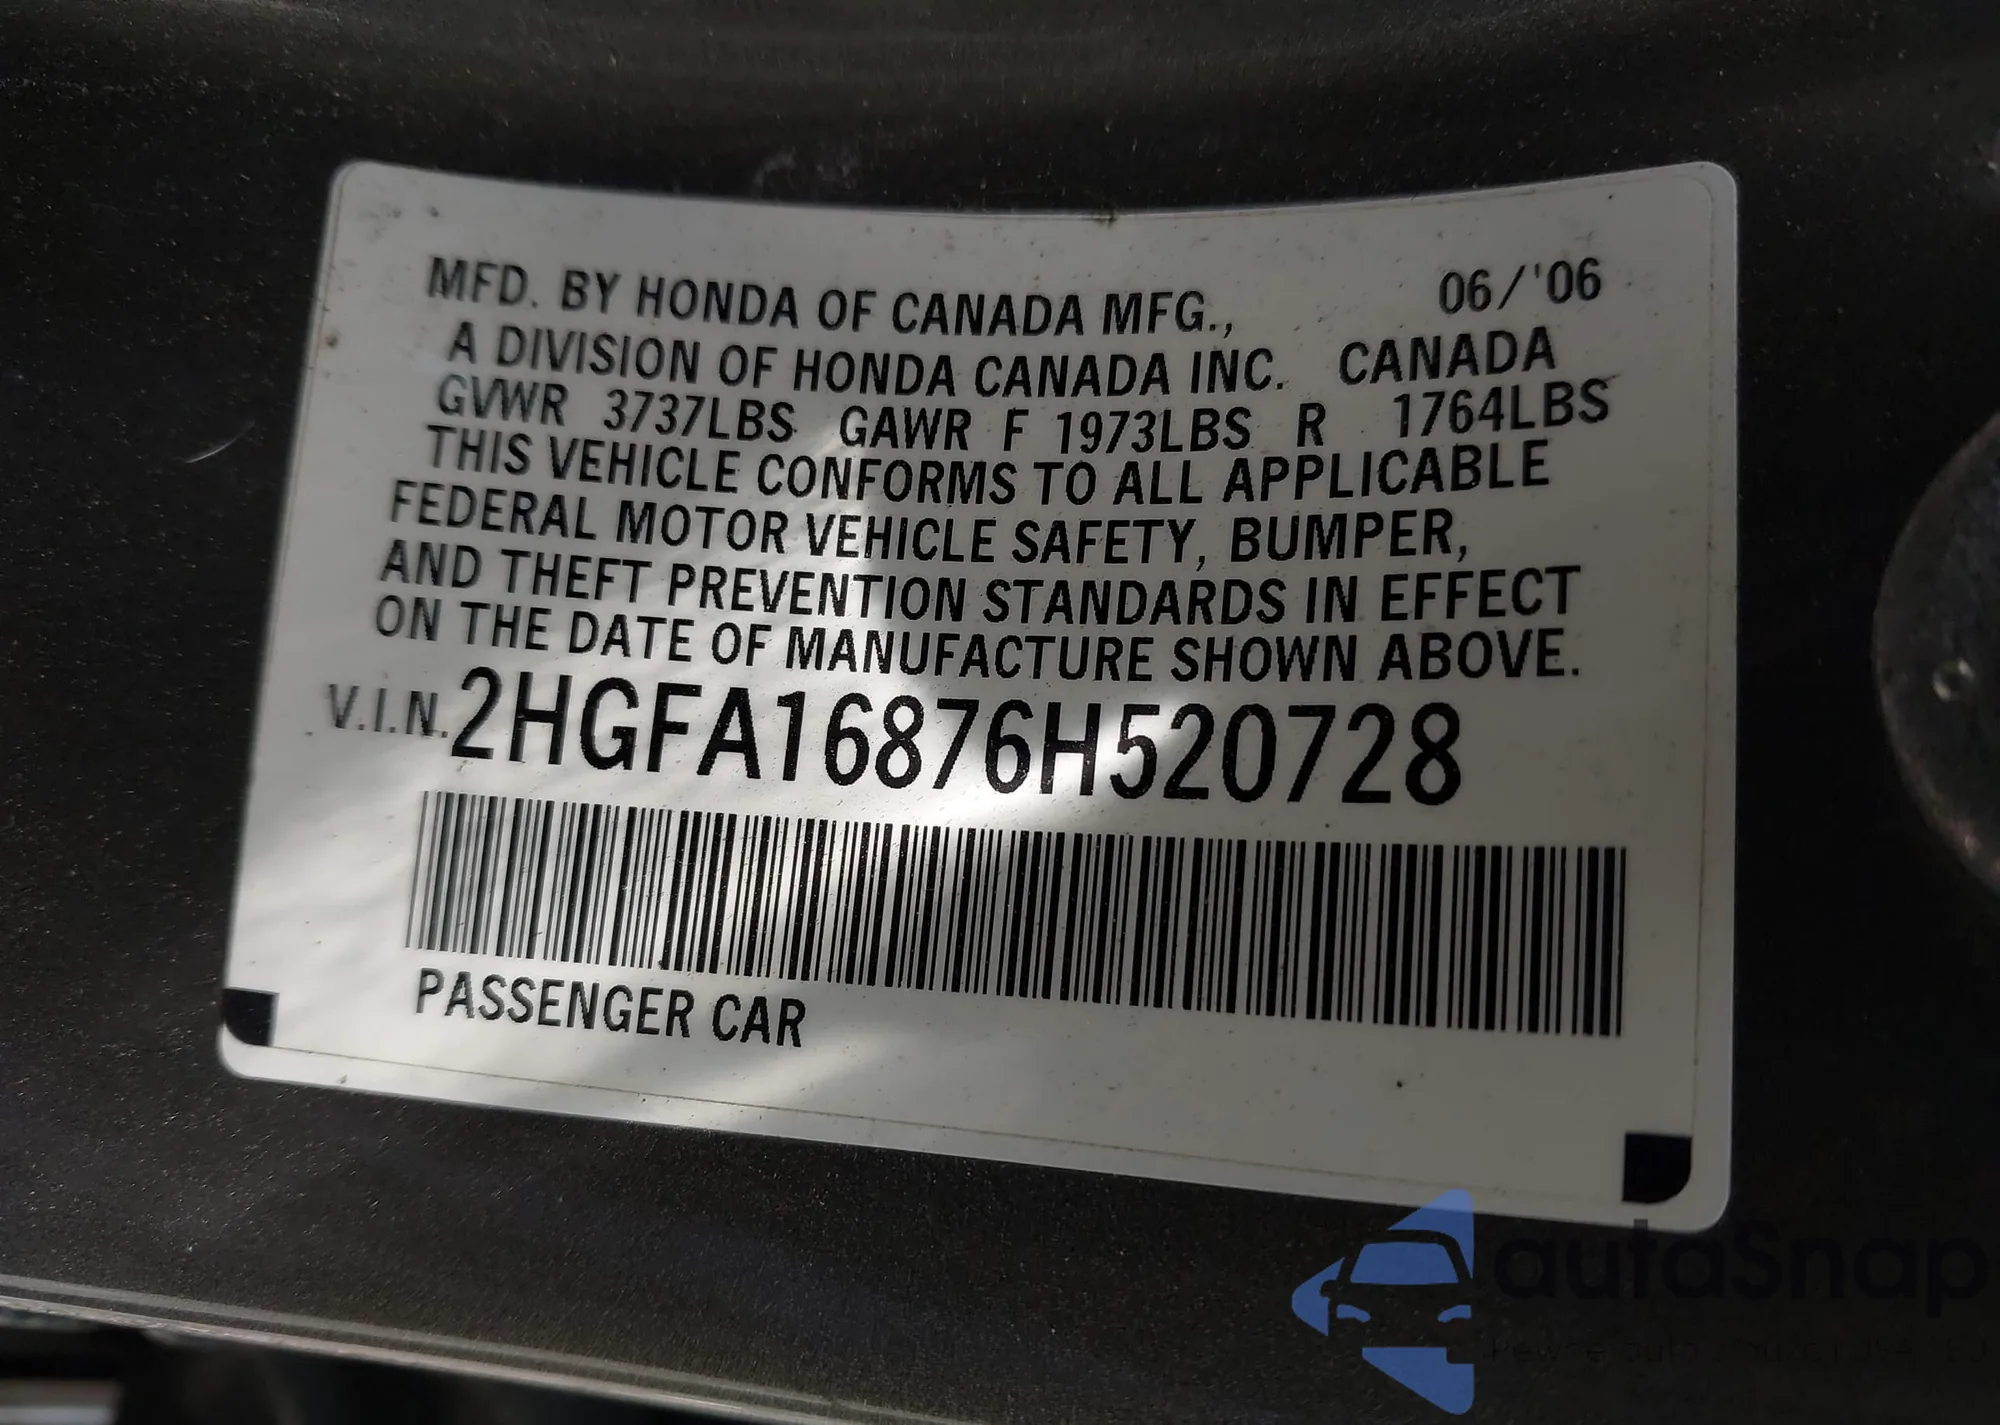 MFD. BY HONDA OF CANADA MFG., 06/'06
A DIVISION OF HONDA CANADA INC. CANADA
GVWR 3737LBS GAWR F 1973LBS R 1764LBS
THIS VEHICLE CONFORMS TO ALL APPLICABLE
FEDERAL MOTOR VEHICLE SAFETY, BUMPER,
AND THEFT PREVENTION STANDARDS IN EFFECT
ON THE DATE OF MANUFACTURE SHOWN ABOVE.
V.I.N. 2HGFA16876H520728
PASSENGER CAR
autaSnap